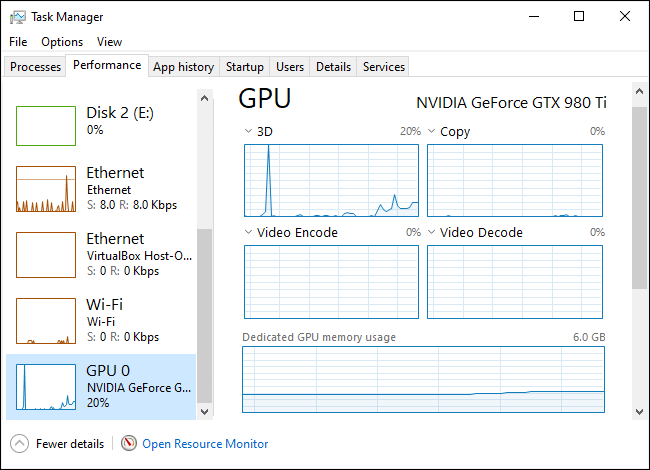 Task Manager
File Options View
Processes Performance App history Startup Users Details Services
Disk 2 (E:)
0%
Ethernet
Ethernet
S: 8.0 R: 8.0 Kbps
Ethernet
VirtualBox Host-O...
S: 0 R: 0 Kbps
Wi-Fi
Wi-Fi
S: 0 R: 0 Kbps
GPU 0
NVIDIA GeForce G...
20%
GPU NVIDIA GeForce GTX 980 Ti
3D 20% Copy 0%
Video Encode 0% Video Decode 0%
Dedicated GPU memory usage 6.0 GB
Fewer details Open Resource Monitor